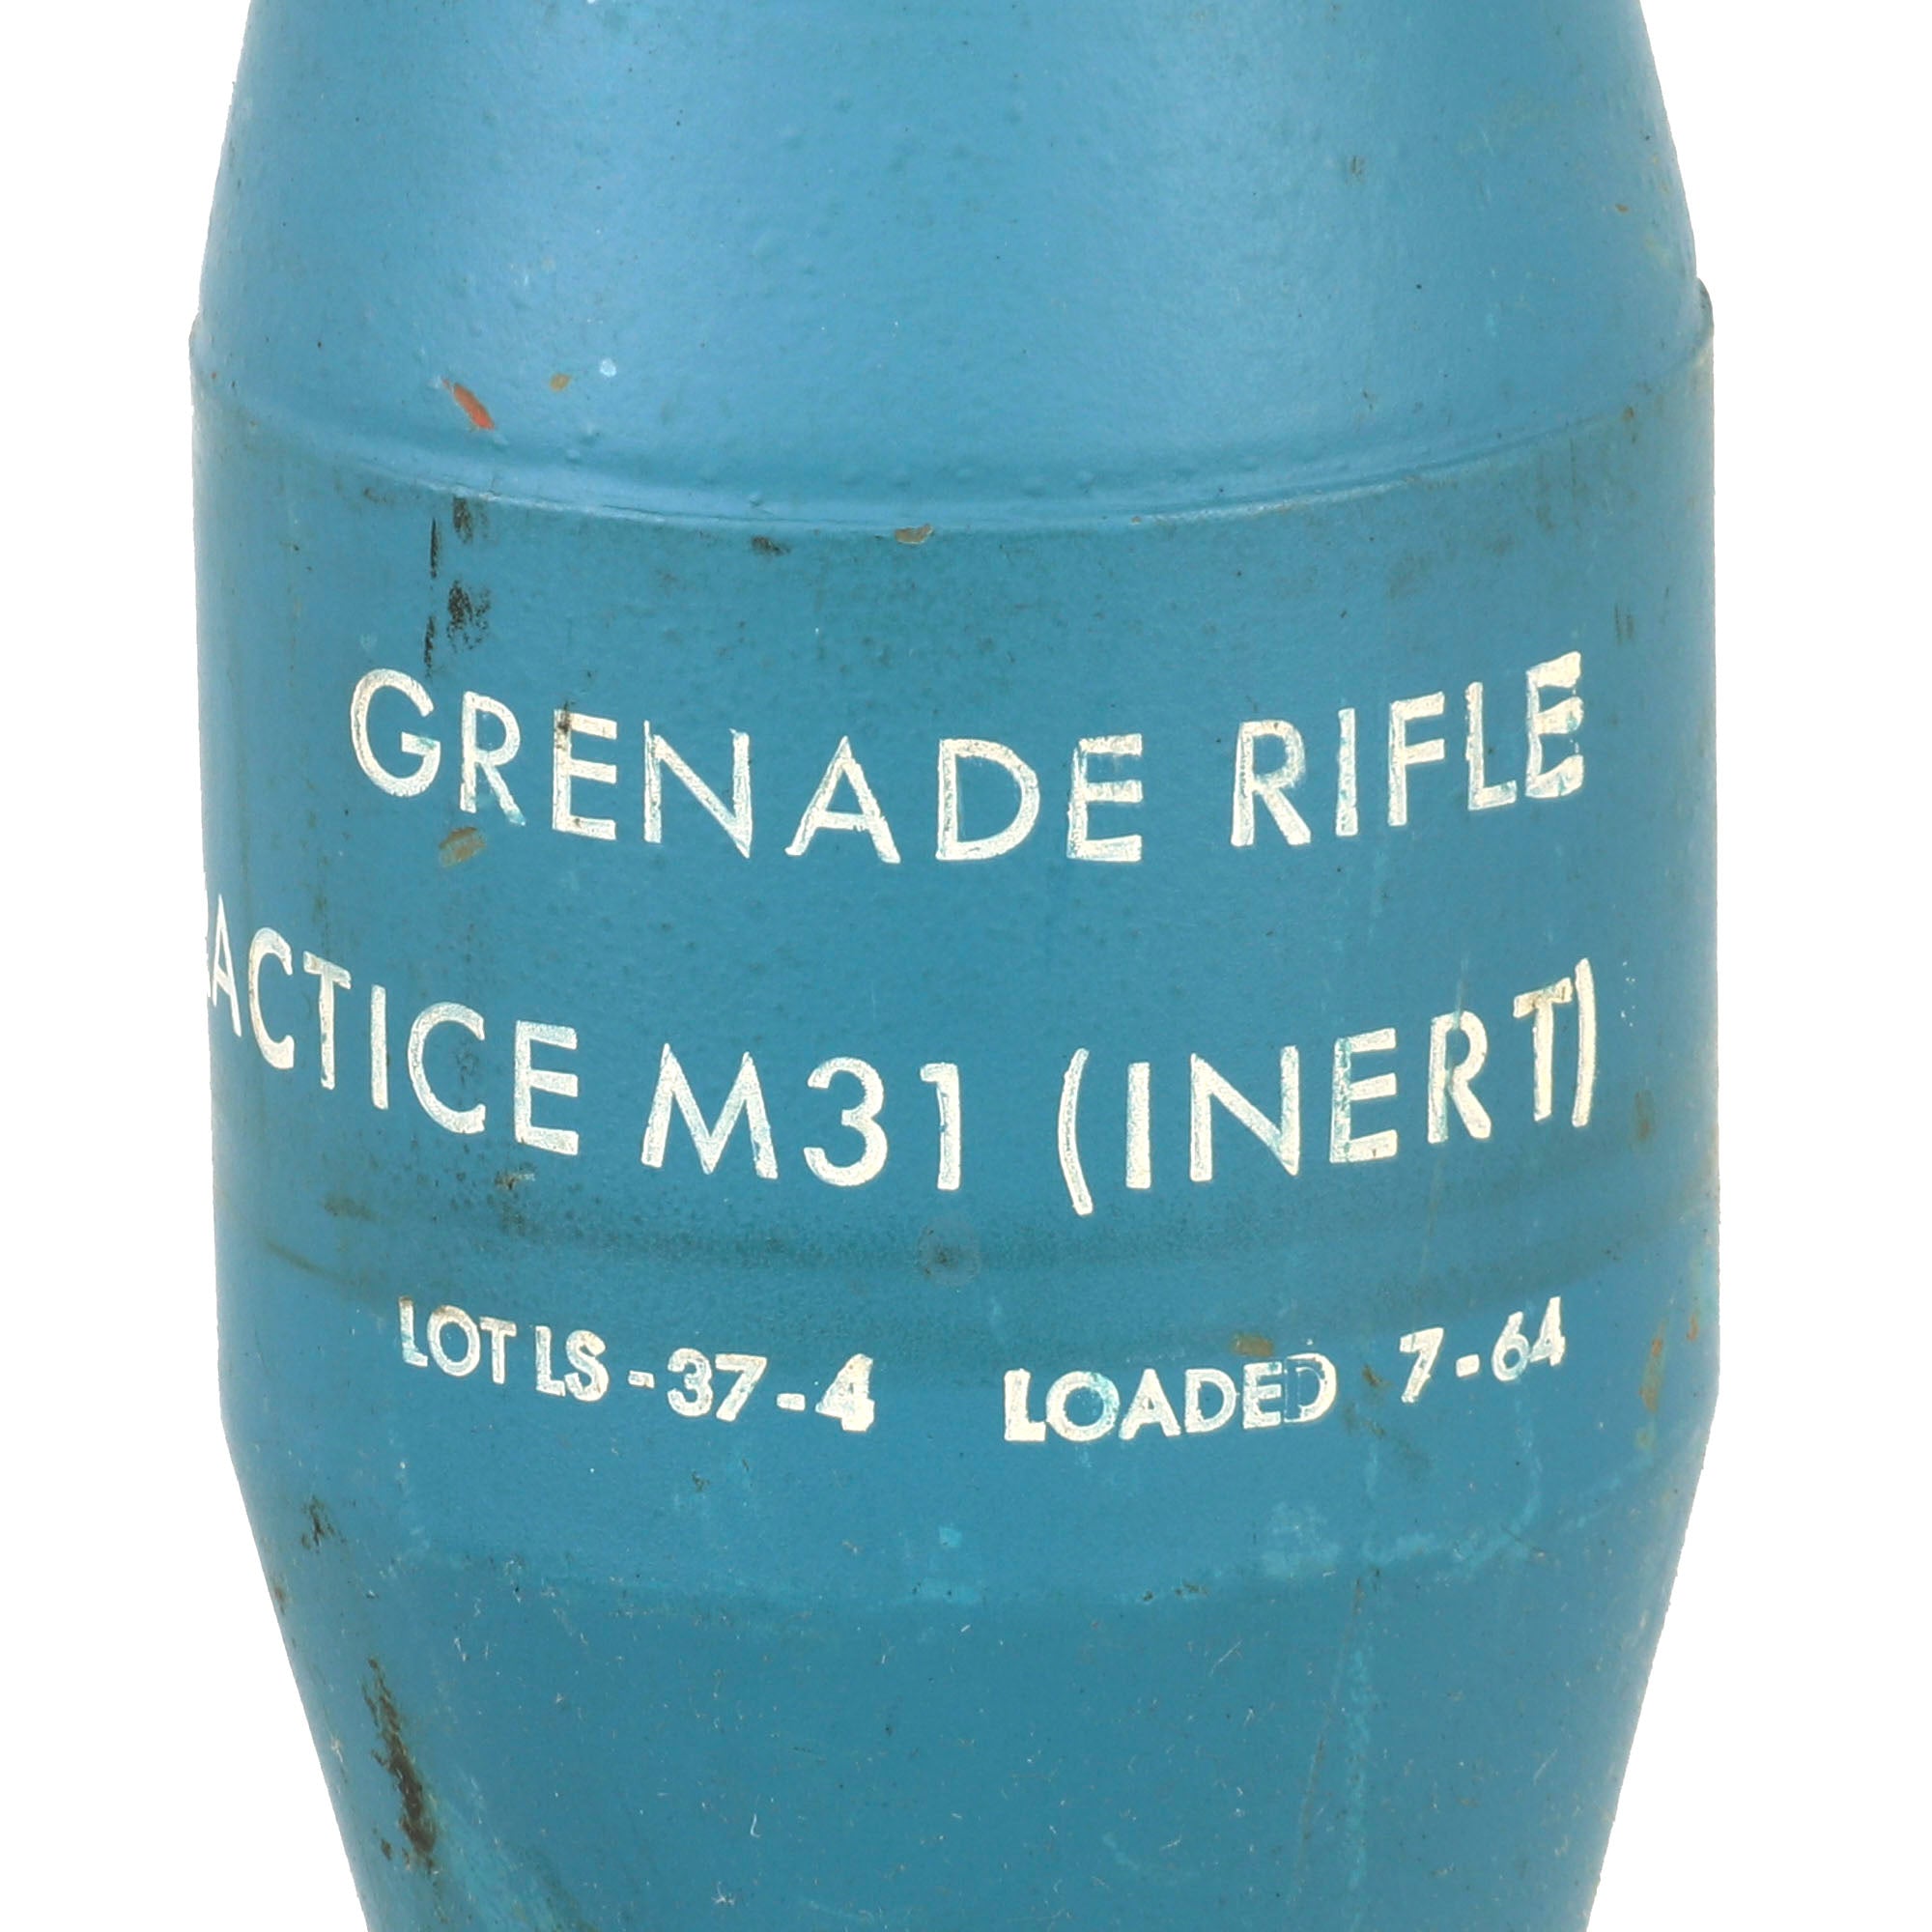 GRENADE RIFLE
ACTICE M31 (INERT)
LOT LS-37-4 LOADED 7-64